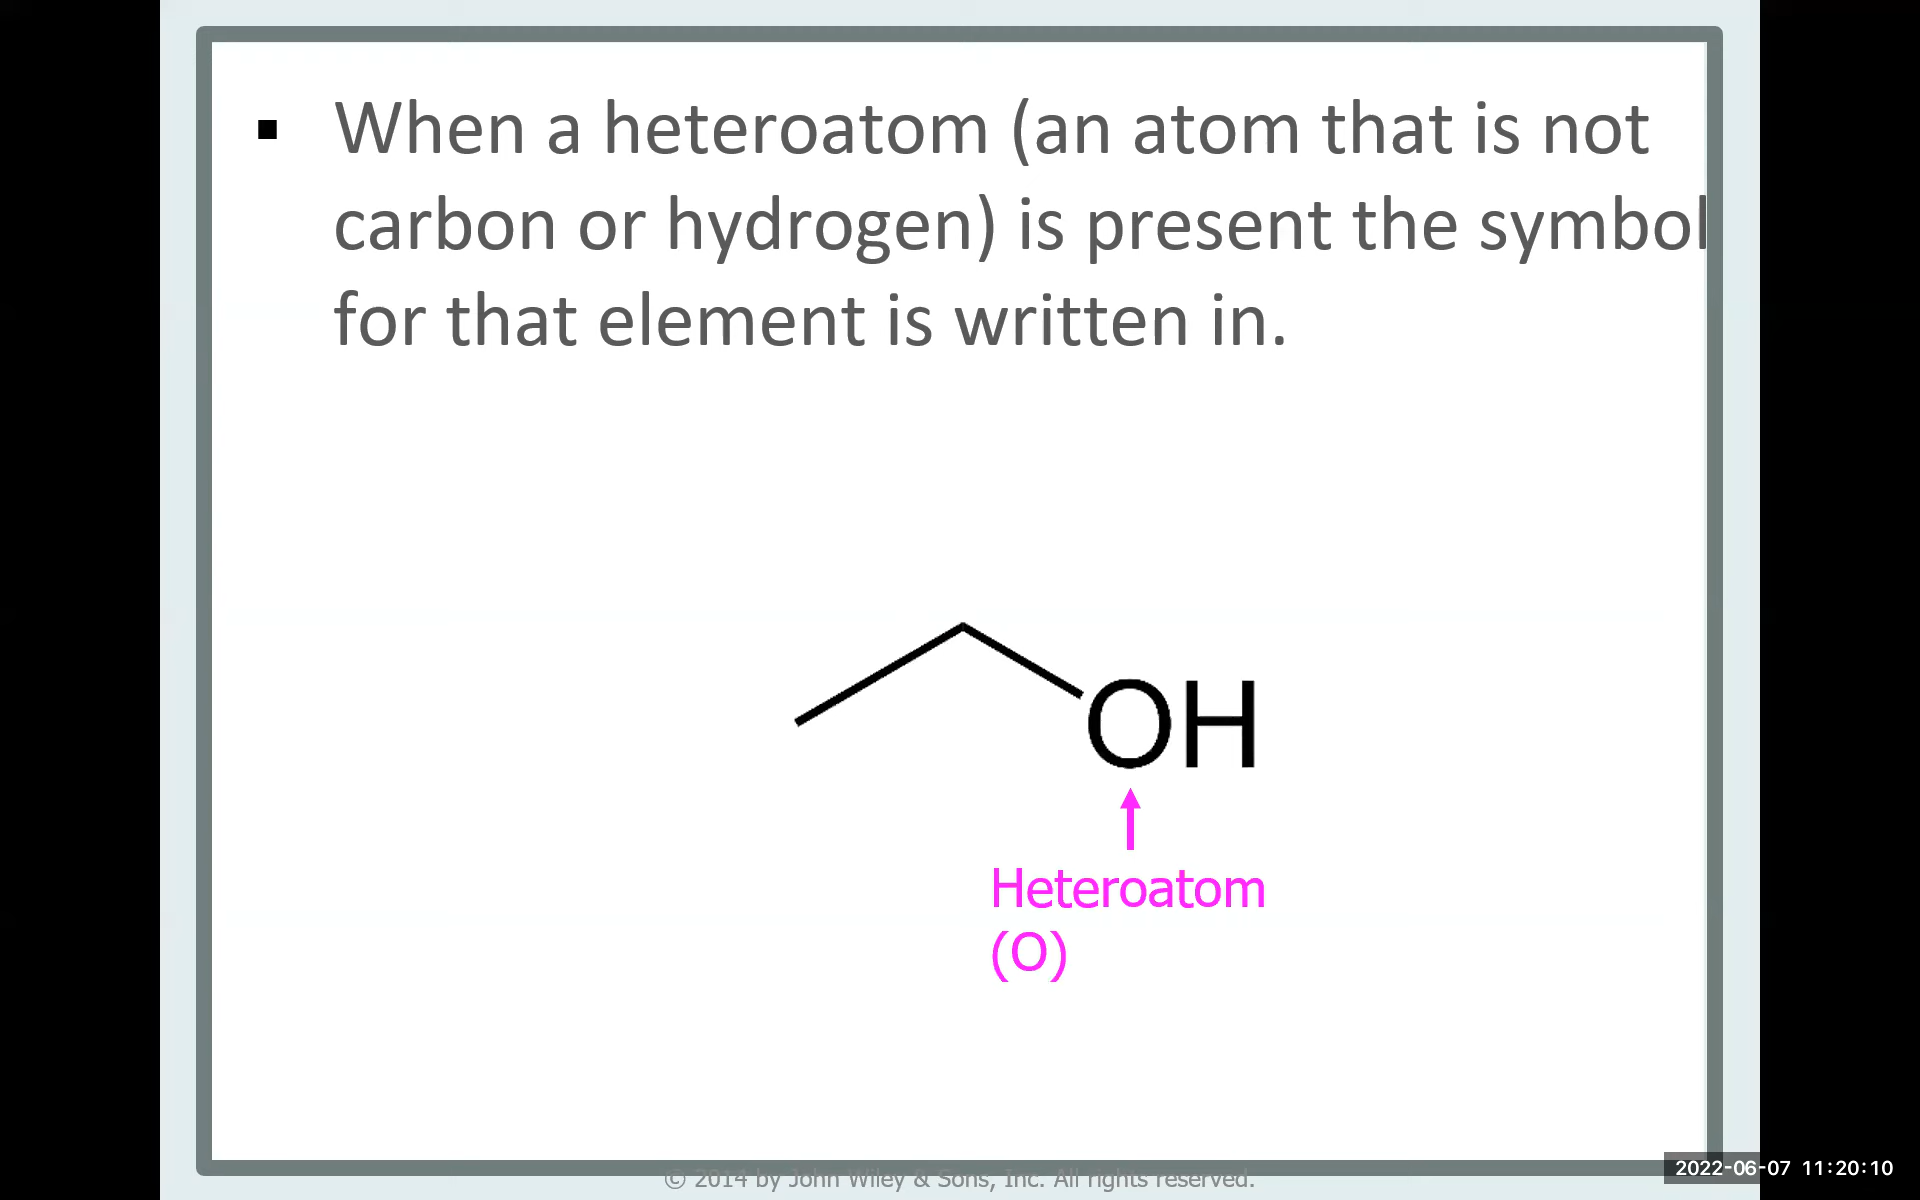 ▪ When a heteroatom (an atom that is not
carbon or hydrogen) is present the symbol
for that element is written in.
OH
Heteroatom
(O)
© 2014 by John Wiley & Sons, Inc. All rights reserved.
2022-06-07 11:20:10